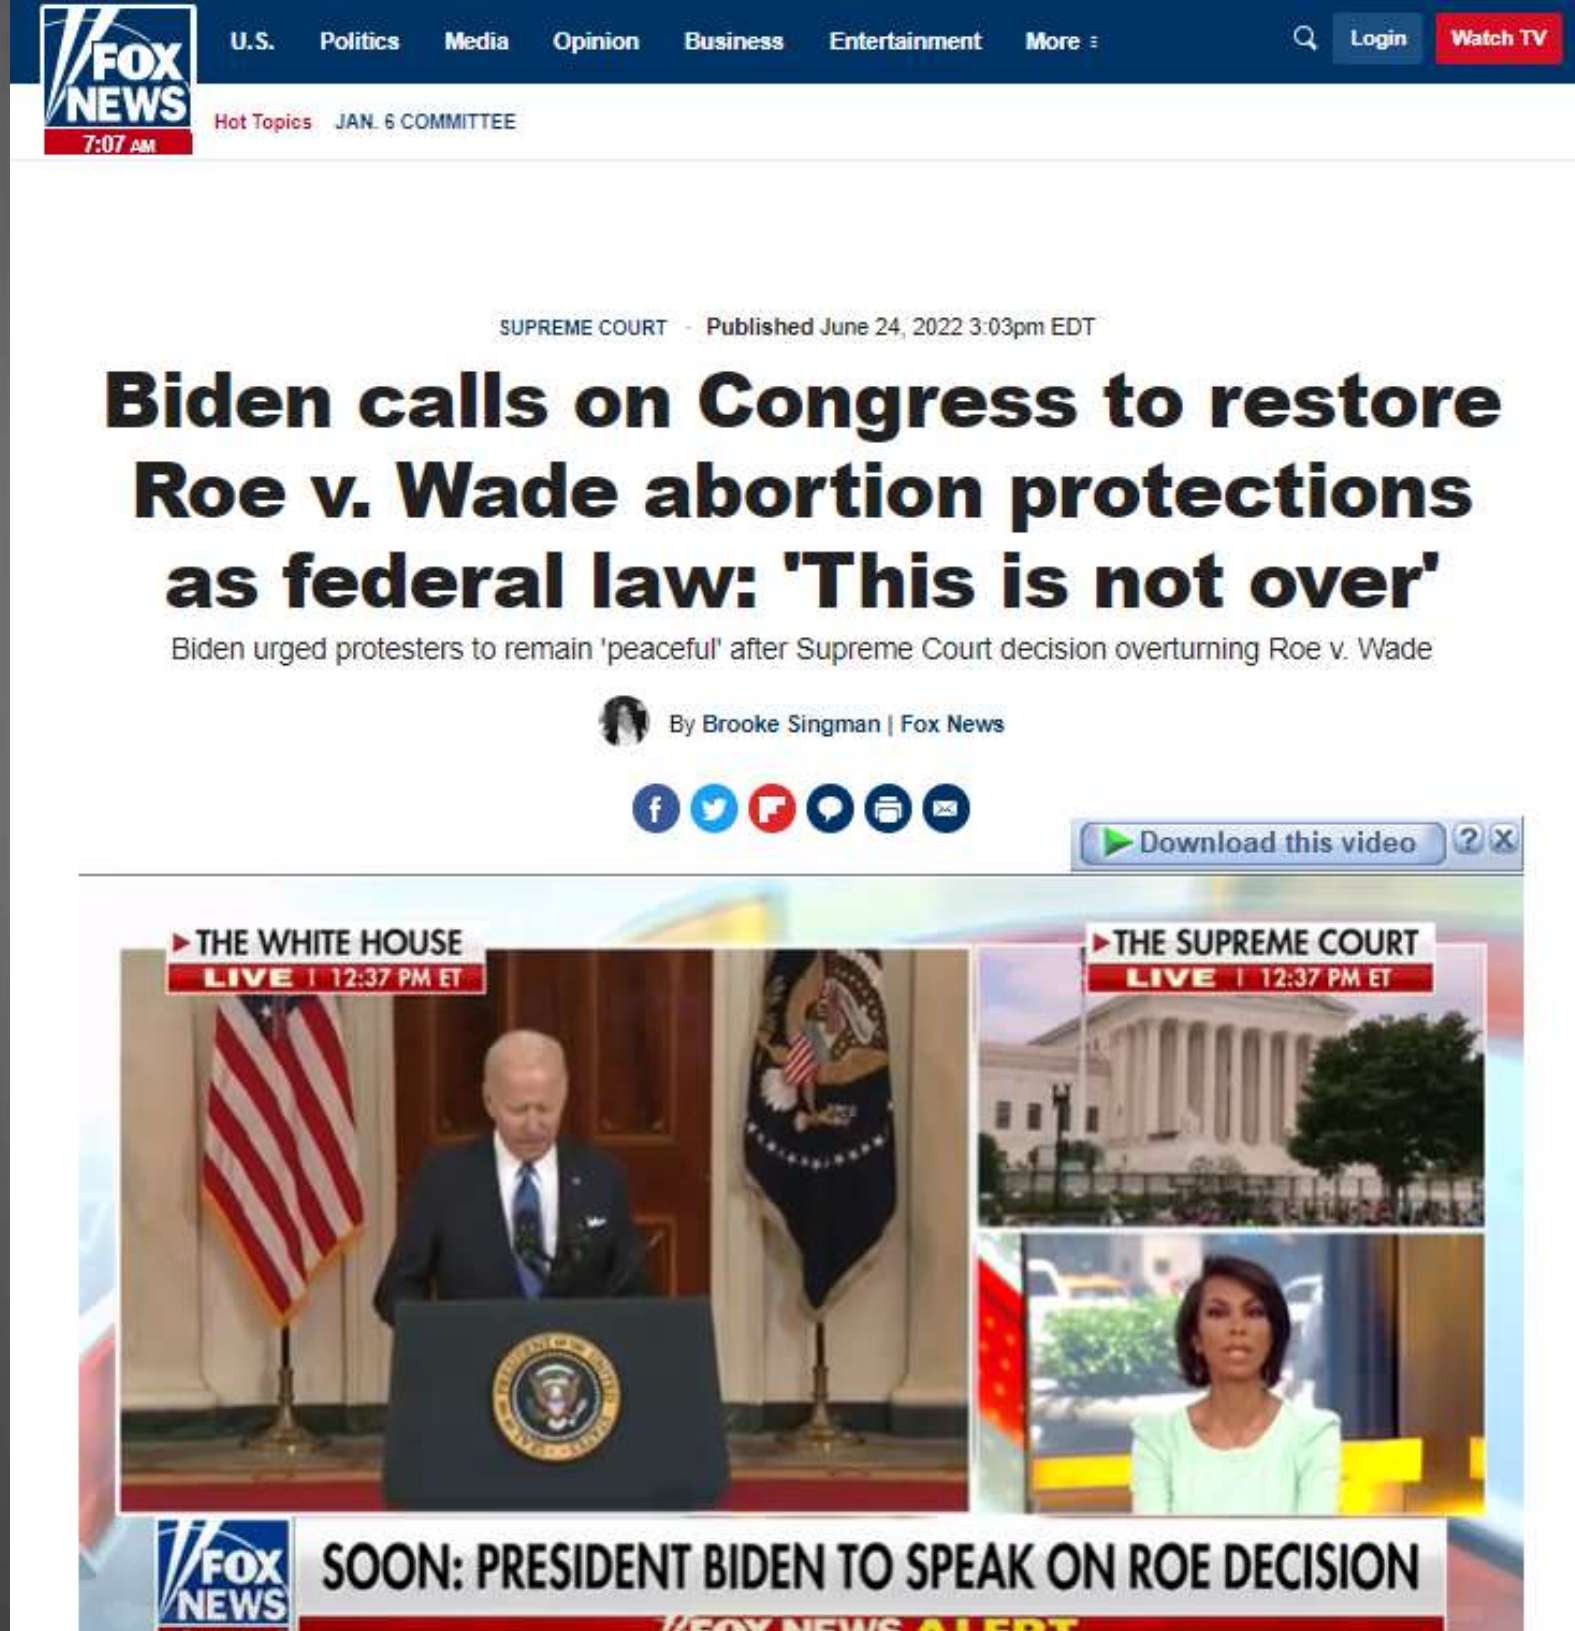 FOX
NEWS
7:07 AM
U.S. Politics Media Opinion Business Entertainment More
Login
Watch TV
Hot Topics JAN. 6 COMMITTEE
SUPREME COURT - Published June 24, 2022 3:03pm EDT
Biden calls on Congress to restore
Roe v. Wade abortion protections
as federal law: 'This is not over'
Biden urged protesters to remain 'peaceful' after Supreme Court decision overturning Roe v. Wade
By Brooke Singman | Fox News
Download this video ? X
THE WHITE HOUSE
LIVE | 12:37 PM ET
THE SUPREME COURT
LIVE | 12:37 PM ET
FOX
NEWS
SOON: PRESIDENT BIDEN TO SPEAK ON ROE DECISION
FOX NEWS ALERT